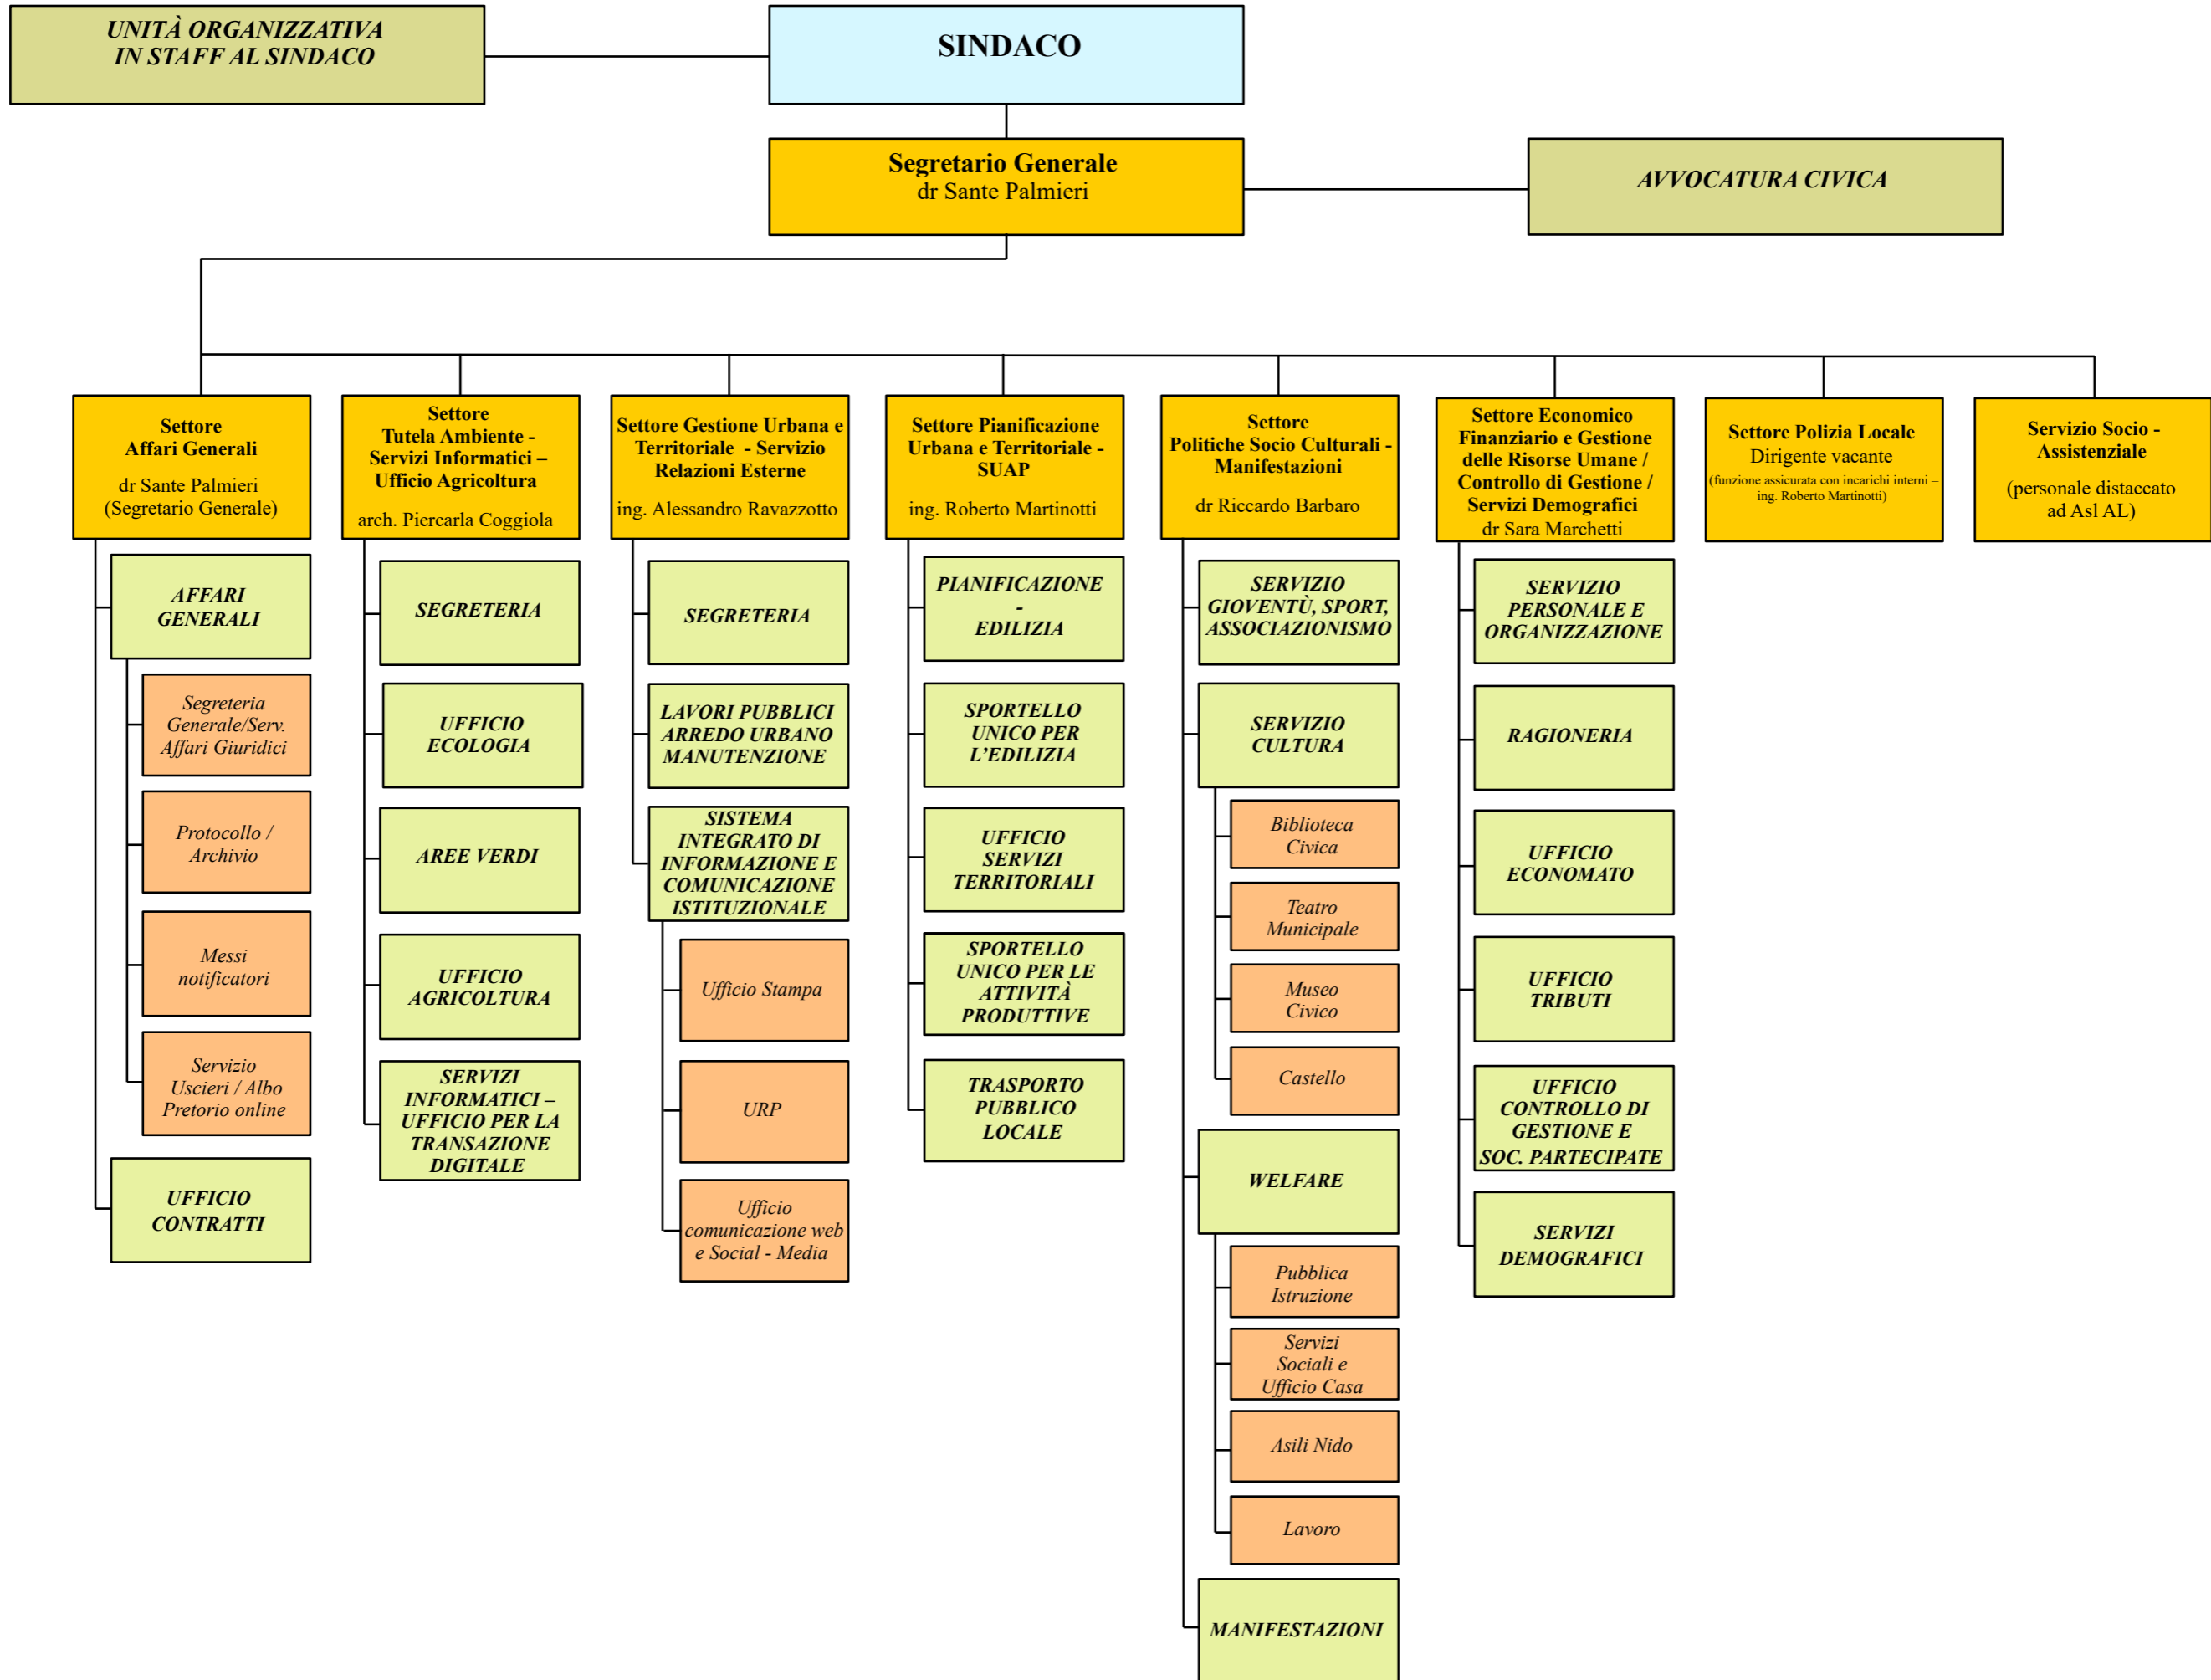 UNITÀ ORGANIZZATIVA
IN STAFF AL SINDACO
SINDACO
Segretario Generale
dr Sante Palmieri
AVVOCATURA CIVICA
Settore
Affari Generali
dr Sante Palmieri
(Segretario Generale)
AFFARI
GENERALI
Segreteria
Generale/Serv.
Affari Giuridici
Protocollo /
Archivio
Messi
notificatori
Servizio
Uscieri / Albo
Pretorio online
UFFICIO
CONTRATTI
Settore
Tutela Ambiente -
Servizi Informatici –
Ufficio Agricoltura
arch. Piercarla Coggiola
SEGRETERIA
UFFICIO
ECOLOGIA
AREE VERDI
UFFICIO
AGRICOLTURA
SERVIZI
INFORMATICI –
UFFICIO PER LA
TRANSAZIONE
DIGITALE
Settore Gestione Urbana e
Territoriale - Servizio
Relazioni Esterne
ing. Alessandro Ravazzotto
SEGRETERIA
LAVORI PUBBLICI
ARREDO URBANO
MANUTENZIONE
SISTEMA
INTEGRATO DI
INFORMAZIONE E
COMUNICAZIONE
ISTITUZIONALE
Ufficio Stampa
URP
Ufficio
comunicazione web
e Social - Media
Settore Pianificazione
Urbana e Territoriale -
SUAP
ing. Roberto Martinotti
PIANIFICAZIONE
-
EDILIZIA
SPORTELLO
UNICO PER
L’EDILIZIA
UFFICIO
SERVIZI
TERRITORIALI
SPORTELLO
UNICO PER LE
ATTIVITÀ
PRODUTTIVE
TRASPORTO
PUBBLICO
LOCALE
Settore
Politiche Socio Culturali -
Manifestazioni
dr Riccardo Barbaro
SERVIZIO
GIOVENTÙ, SPORT,
ASSOCIAZIONISMO
SERVIZIO
CULTURA
Biblioteca
Civica
Teatro
Municipale
Museo
Civico
Castello
WELFARE
Pubblica
Istruzione
Servizi
Sociali e
Ufficio Casa
Asili Nido
Lavoro
MANIFESTAZIONI
Settore Economico
Finanziario e Gestione
delle Risorse Umane /
Controllo di Gestione /
Servizi Demografici
dr Sara Marchetti
SERVIZIO
PERSONALE E
ORGANIZZAZIONE
RAGIONERIA
UFFICIO
ECONOMATO
UFFICIO
TRIBUTI
UFFICIO
CONTROLLO DI
GESTIONE E
SOC. PARTECIPATE
SERVIZI
DEMOGRAFICI
Settore Polizia Locale
Dirigente vacante
(funzione assicurata con incarichi interni –
ing. Roberto Martinotti)
Servizio Socio -
Assistenziale
(personale distaccato
ad Asl AL)